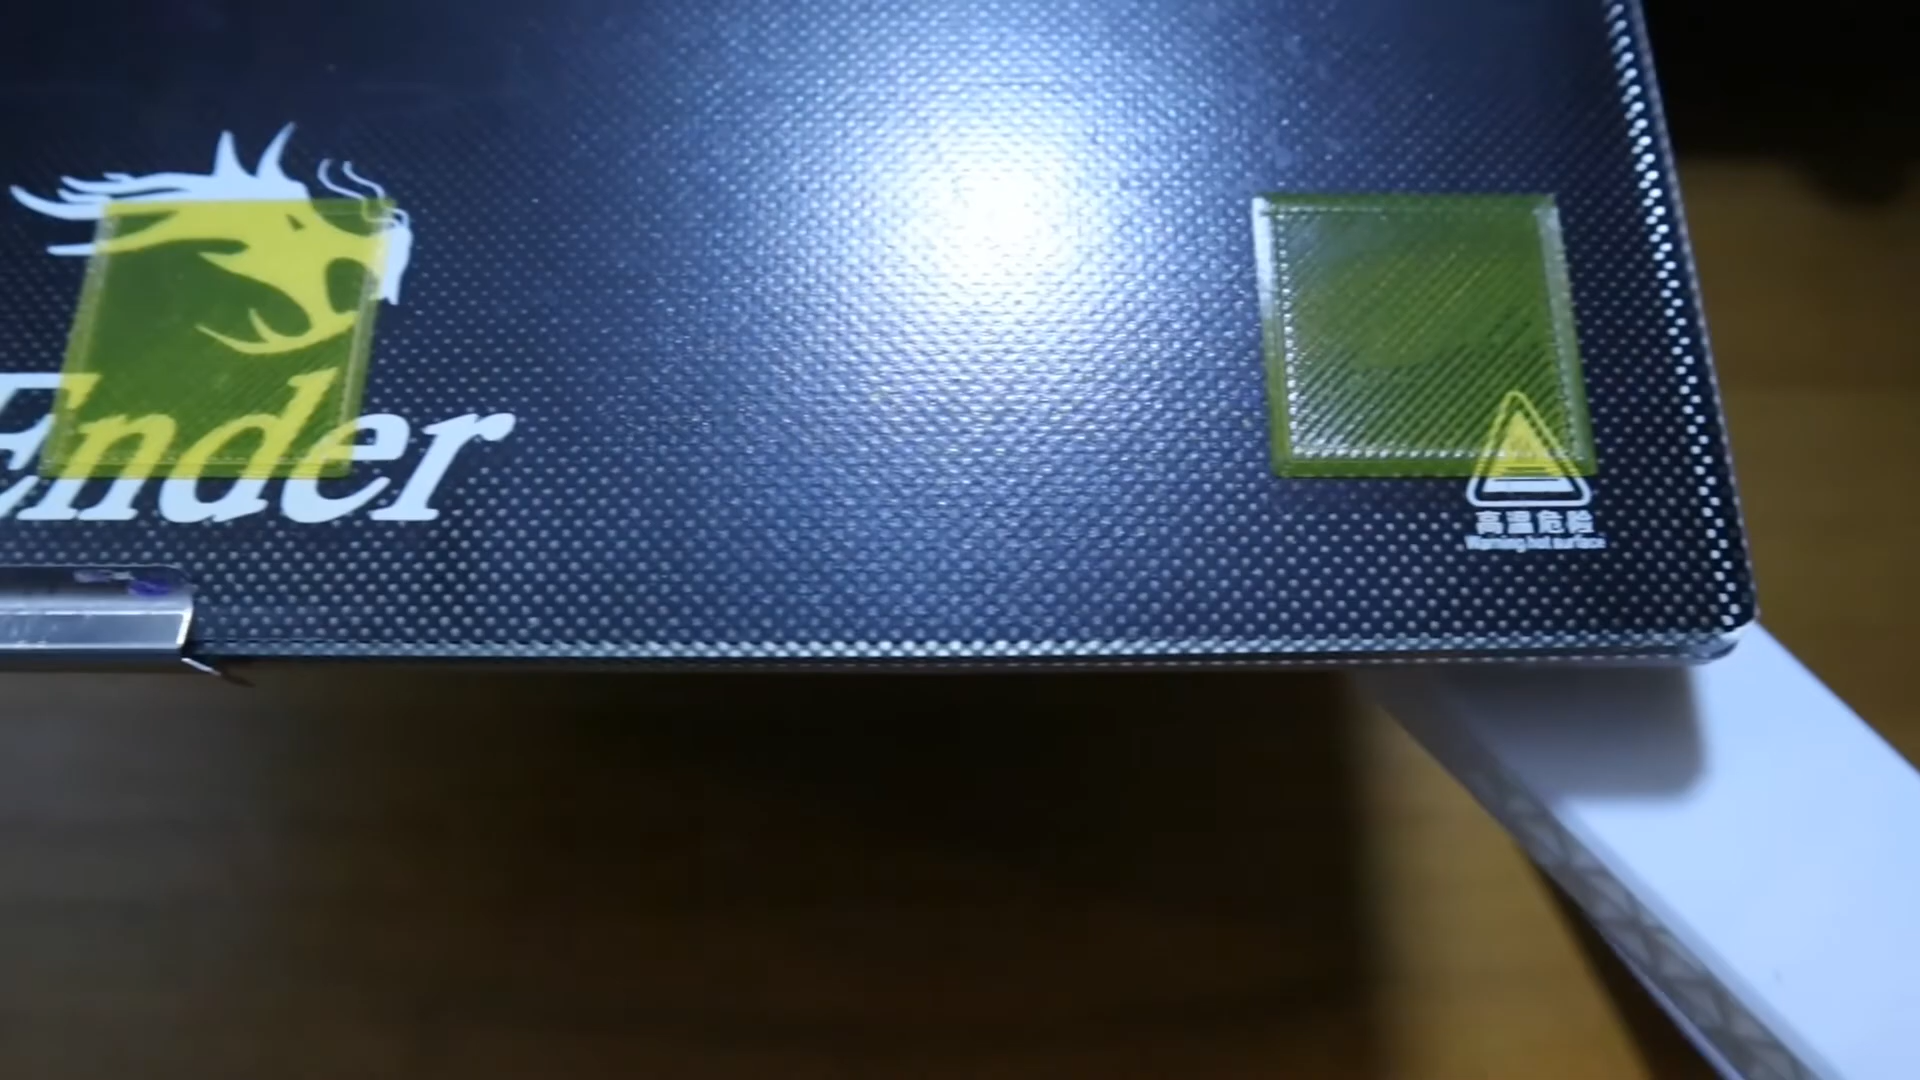 Ender
高温危险
Warning hot surface